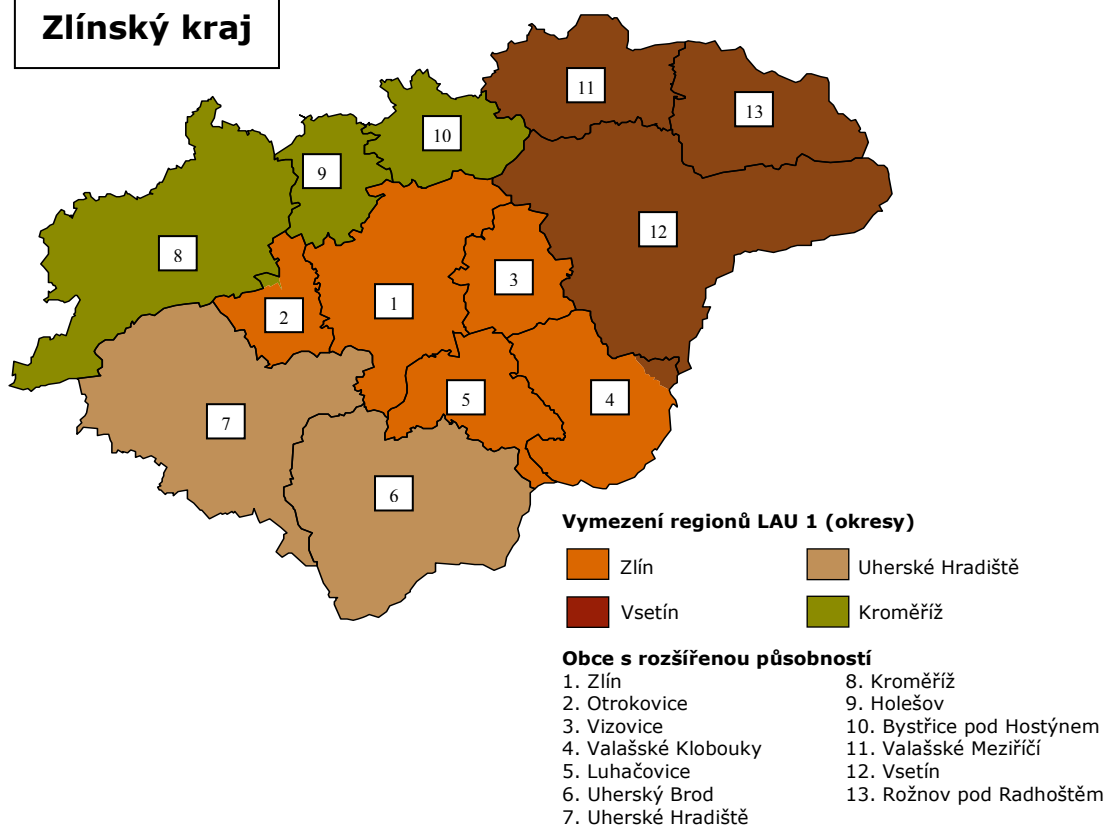 Zlínský kraj
11
13
10
9
12
8
3
1
2
5
4
7
6
Vymezení regionů LAU 1 (okresy)
Zlín
Uherské Hradiště
Vsetín
Kroměříž
Obce s rozšířenou působností
1. Zlín
2. Otrokovice
3. Vizovice
4. Valašské Klobouky
5. Luhačovice
6. Uherský Brod
7. Uherské Hradiště
8. Kroměříž
9. Holešov
10. Bystřice pod Hostýnem
11. Valašské Meziříčí
12. Vsetín
13. Rožnov pod Radhoštěm